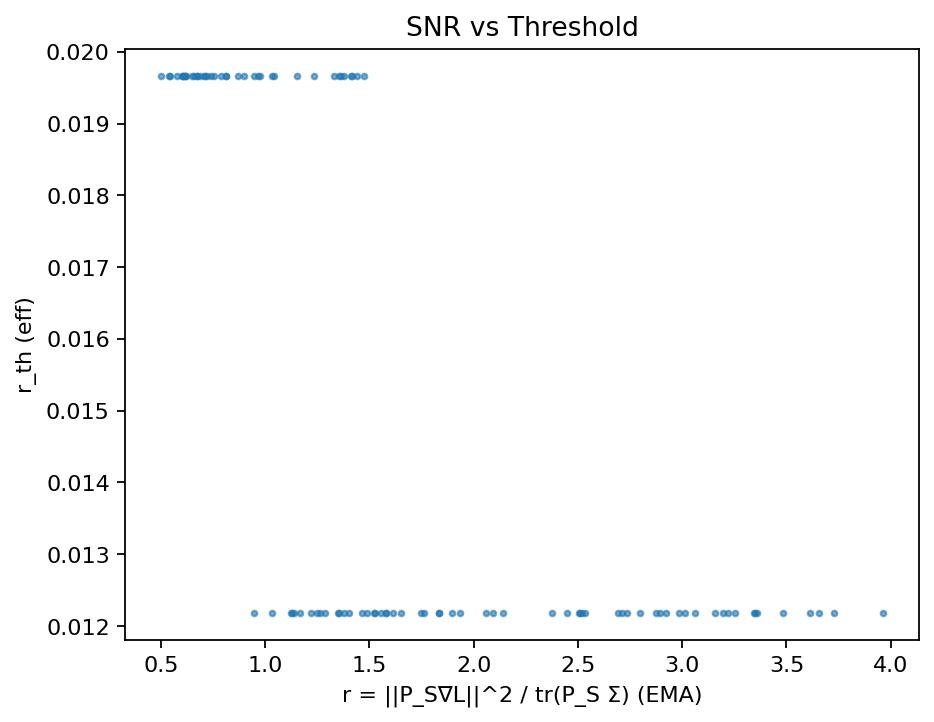 SNR vs Threshold
0.020
0.019
0.018
0.017
0.016
0.015
0.014
0.013
0.012
r_th (eff)
0.5 1.0 1.5 2.0 2.5 3.0 3.5 4.0
r = ||P_S∇L||^2 / tr(P_S Σ) (EMA)